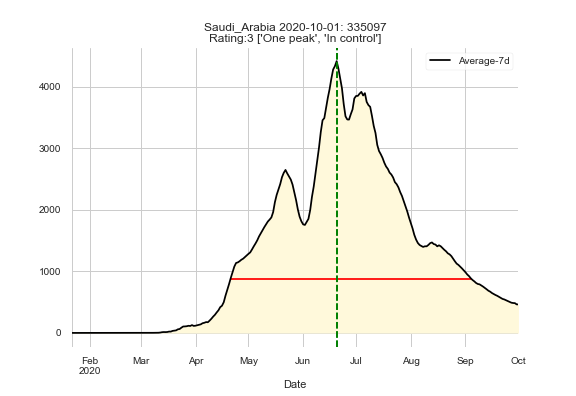 Saudi_Arabia 2020-10-01: 335097
Rating:3 ['One peak', 'In control']
Average-7d
4000
3000
2000
1000
0
Feb Mar Apr May Jun Jul Aug Sep Oct
2020
Date